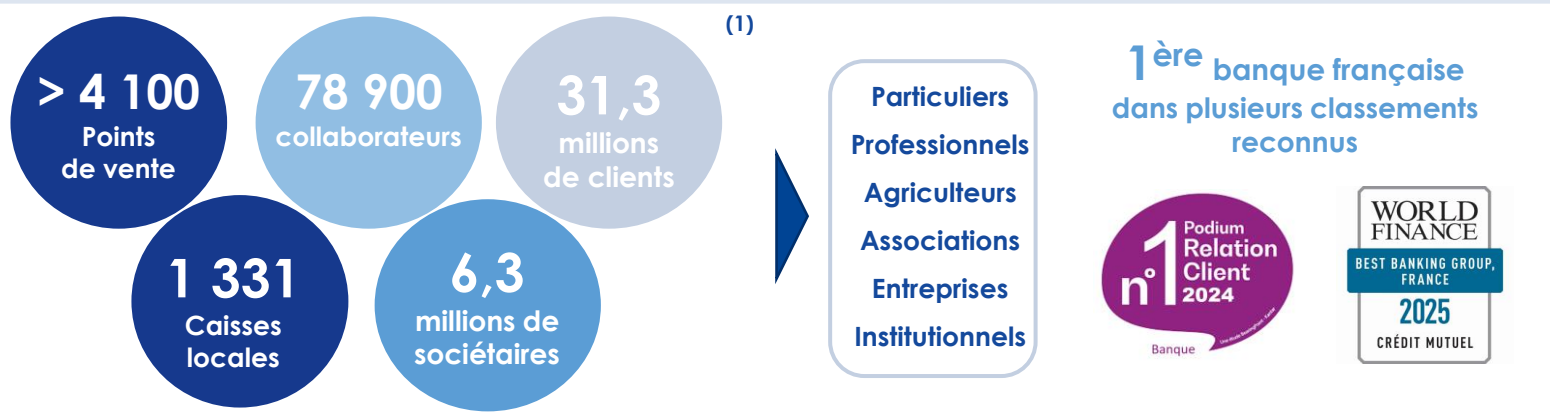 (1)
> 4 100
Points
de vente
78 900
collaborateurs
31,3
millions
de clients
1 331
Caisses
locales
6,3
millions de
sociétaires
Particuliers
Professionnels
Agriculteurs
Associations
Entreprises
Institutionnels
1ère banque française
dans plusieurs classements
reconnus
n°1
Podium
Relation
Client
2024
Banque
WORLD
FINANCE
BEST BANKING GROUP,
FRANCE
2025
CRÉDIT MUTUEL